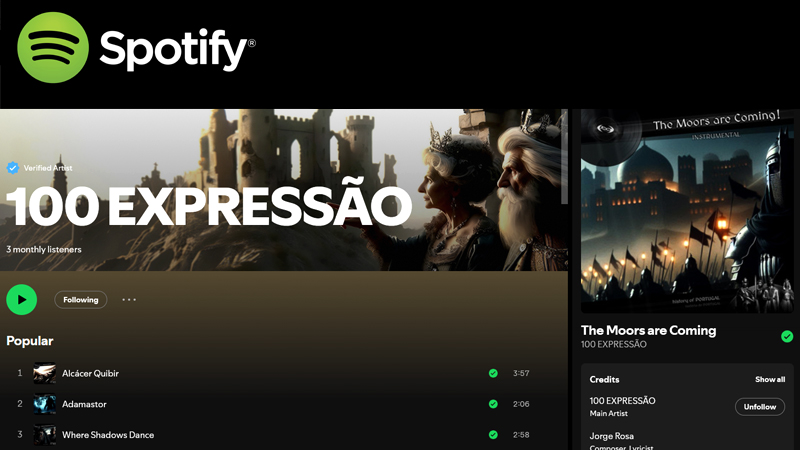 Spotify®
Verified Artist
100 EXPRESSÃO
3 monthly listeners
Following
Popular
1 Alcácer Quibir 3:57
2 Adamastor 2:06
3 Where Shadows Dance 2:58
The Moors are Coming!
INSTRUMENTAL
history of PORTUGAL
The Moors are Coming
100 EXPRESSÃO
Credits Show all
100 EXPRESSÃO
Main Artist
Unfollow
Jorge Rosa
Composer, Lyricist